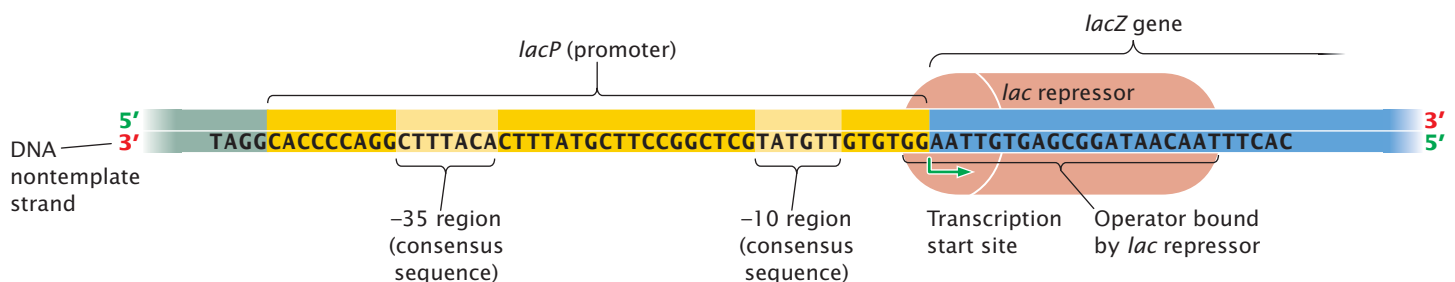 lacZ gene
lacP (promoter)
lac repressor
5′ 3′
3′ TAGGCACCCCAGGCTTTACACTTTATGCTTCCGGCTCGTATGTTGTGTGGAATTGTGAGCGGATAACAATTTCAC 5′
DNA
nontemplate
strand
–35 region
(consensus
sequence)
–10 region
(consensus
sequence)
Transcription
start site
Operator bound
by lac repressor